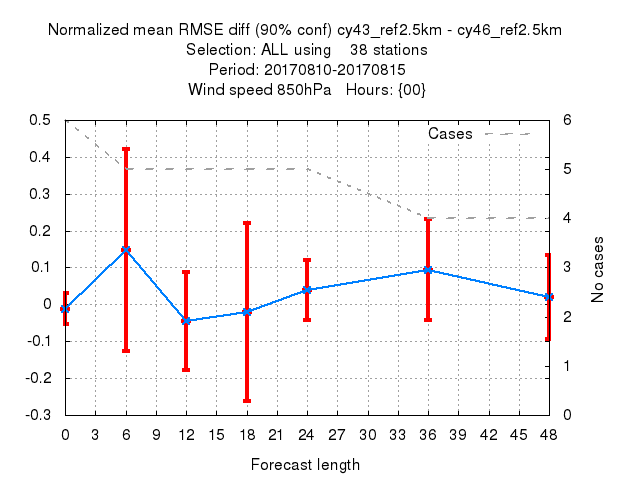 Normalized mean RMSE diff (90% conf) cy43_ref2.5km - cy46_ref2.5km
Selection: ALL using 38 stations
Period: 20170810-20170815
Wind speed 850hPa Hours: {00}
Cases
0.5
0.4
0.3
0.2
0.1
0
-0.1
-0.2
-0.3
6
5
4
3
2
1
0
No cases
0 3 6 9 12 15 18 21 24 27 30 33 36 39 42 45 48
Forecast length